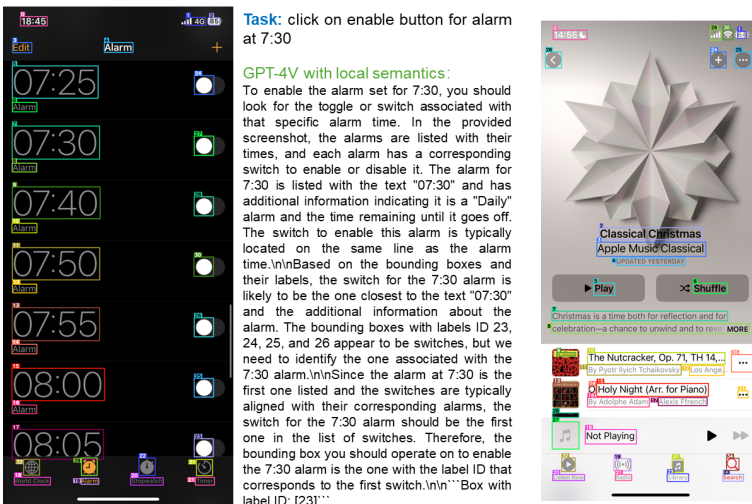 18:45
4G 85
Edit
Alarm
+
07:25
Alarm
07:30
Alarm
07:40
Alarm
07:50
Alarm
07:55
Alarm
08:00
Alarm
08:05
World Clock
Alarm
Stopwatch
Timer
Task: click on enable button for alarm
at 7:30
GPT-4V with local semantics:
To enable the alarm set for 7:30, you should
look for the toggle or switch associated with
that specific alarm time. In the provided
screenshot, the alarms are listed with their
times, and each alarm has a corresponding
switch to enable or disable it. The alarm for
7:30 is listed with the text "07:30" and has
additional information indicating it is a "Daily"
alarm and the time remaining until it goes off.
The switch to enable this alarm is typically
located on the same line as the alarm
time.\n\nBased on the bounding boxes and
their labels, the switch for the 7:30 alarm is
likely to be the one closest to the text "07:30"
and the additional information about the
alarm. The bounding boxes with labels ID 23,
24, 25, and 26 appear to be switches, but we
need to identify the one associated with the
7:30 alarm.\n\nSince the alarm at 7:30 is the
first one listed and the switches are typically
aligned with their corresponding alarms, the
switch for the 7:30 alarm should be the first
one in the list of switches. Therefore, the
bounding box you should operate on to enable
the 7:30 alarm is the one with the label ID that
corresponds to the first switch.\n\n```Box with
label ID: [23]```
14:55
Classical Christmas
Apple Music Classical
UPDATED YESTERDAY
Play
Shuffle
Christmas is a time both for reflection and for
celebration—a chance to unwind and to revel MORE
The Nutcracker, Op. 71, TH 14,...
By Pyotr Ilyich Tchaikovsky Los Ange...
O Holy Night (Arr. for Piano)
By Adolphe Adam Alexis Ffrench
Not Playing
Listen Now
Radio
Library
Search